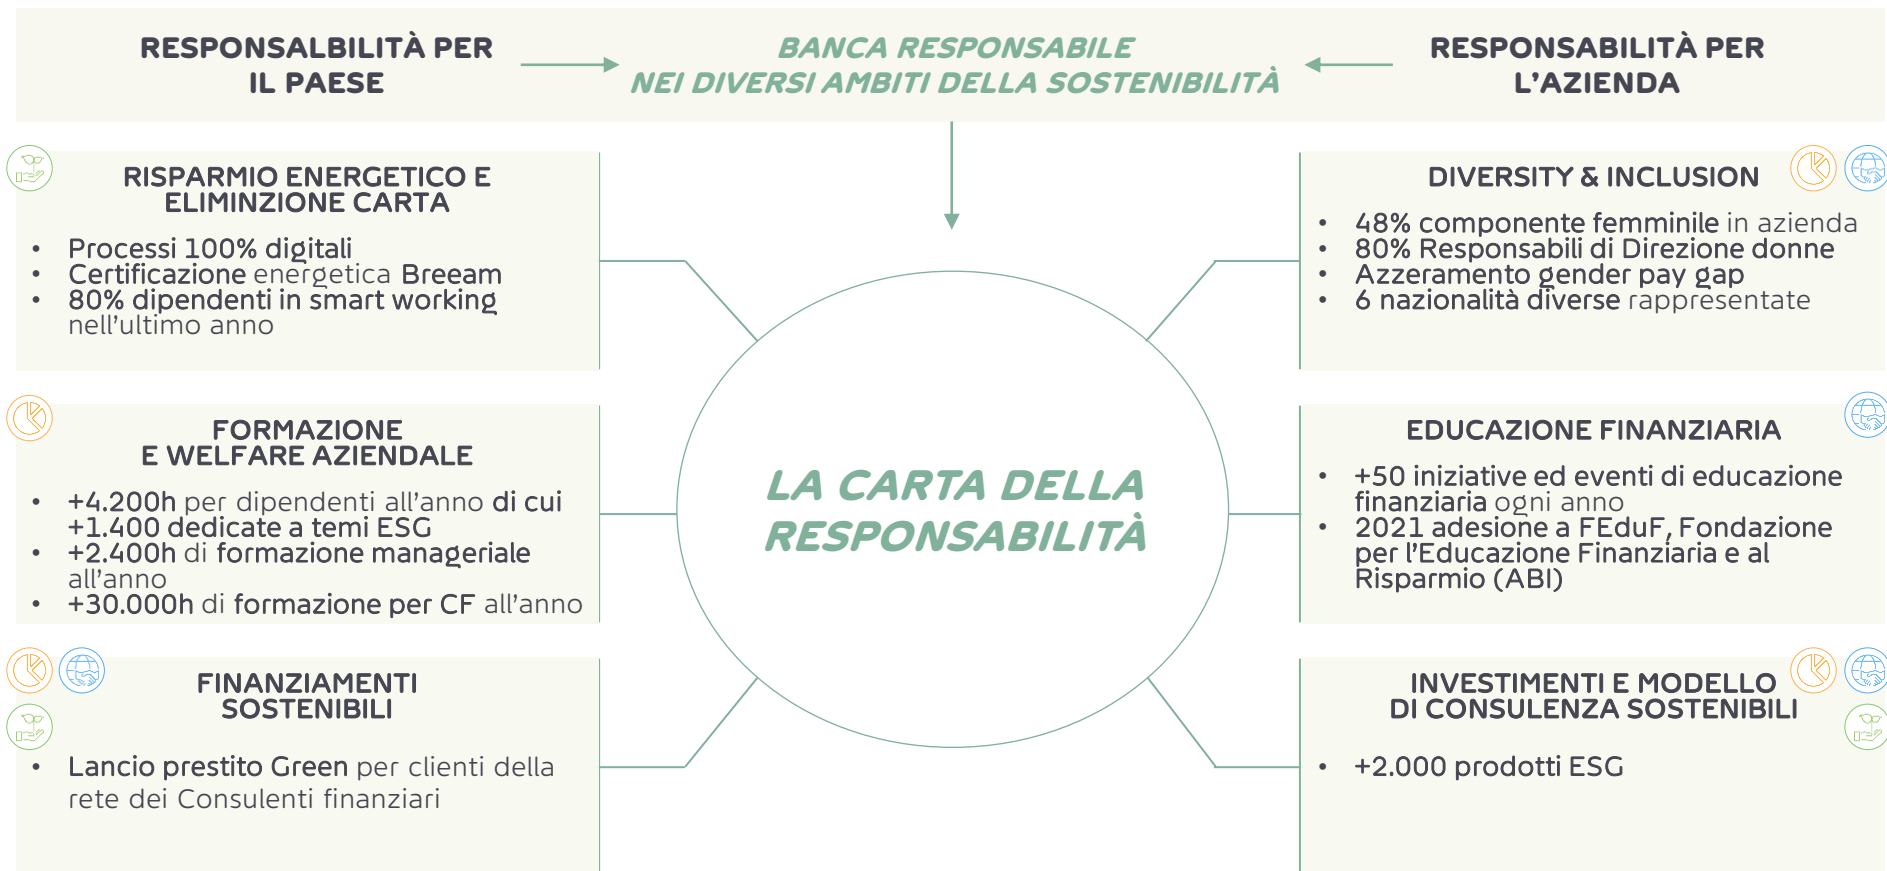 RESPONSALBILITÀ PER
IL PAESE
BANCA RESPONSABILE
NEI DIVERSI AMBITI DELLA SOSTENIBILITÀ
RESPONSABILITÀ PER
L'AZIENDA
RISPARMIO ENERGETICO E
ELIMINZIONE CARTA
• Processi 100% digitali
• Certificazione energetica Breeam
• 80% dipendenti in smart working
nell'ultimo anno
DIVERSITY & INCLUSION
• 48% componente femminile in azienda
• 80% Responsabili di Direzione donne
• Azzeramento gender pay gap
• 6 nazionalità diverse rappresentate
FORMAZIONE
E WELFARE AZIENDALE
• +4.200h per dipendenti all'anno di cui
+1.400 dedicate a temi ESG
• +2.400h di formazione manageriale
all'anno
• +30.000h di formazione per CF all'anno
LA CARTA DELLA
RESPONSABILITÀ
EDUCAZIONE FINANZIARIA
• +50 iniziative ed eventi di educazione
finanziaria ogni anno
• 2021 adesione a FEduF, Fondazione
per l'Educazione Finanziaria e al
Risparmio (ABI)
FINANZIAMENTI
SOSTENIBILI
• Lancio prestito Green per clienti della
rete dei Consulenti finanziari
INVESTIMENTI E MODELLO
DI CONSULENZA SOSTENIBILI
• +2.000 prodotti ESG